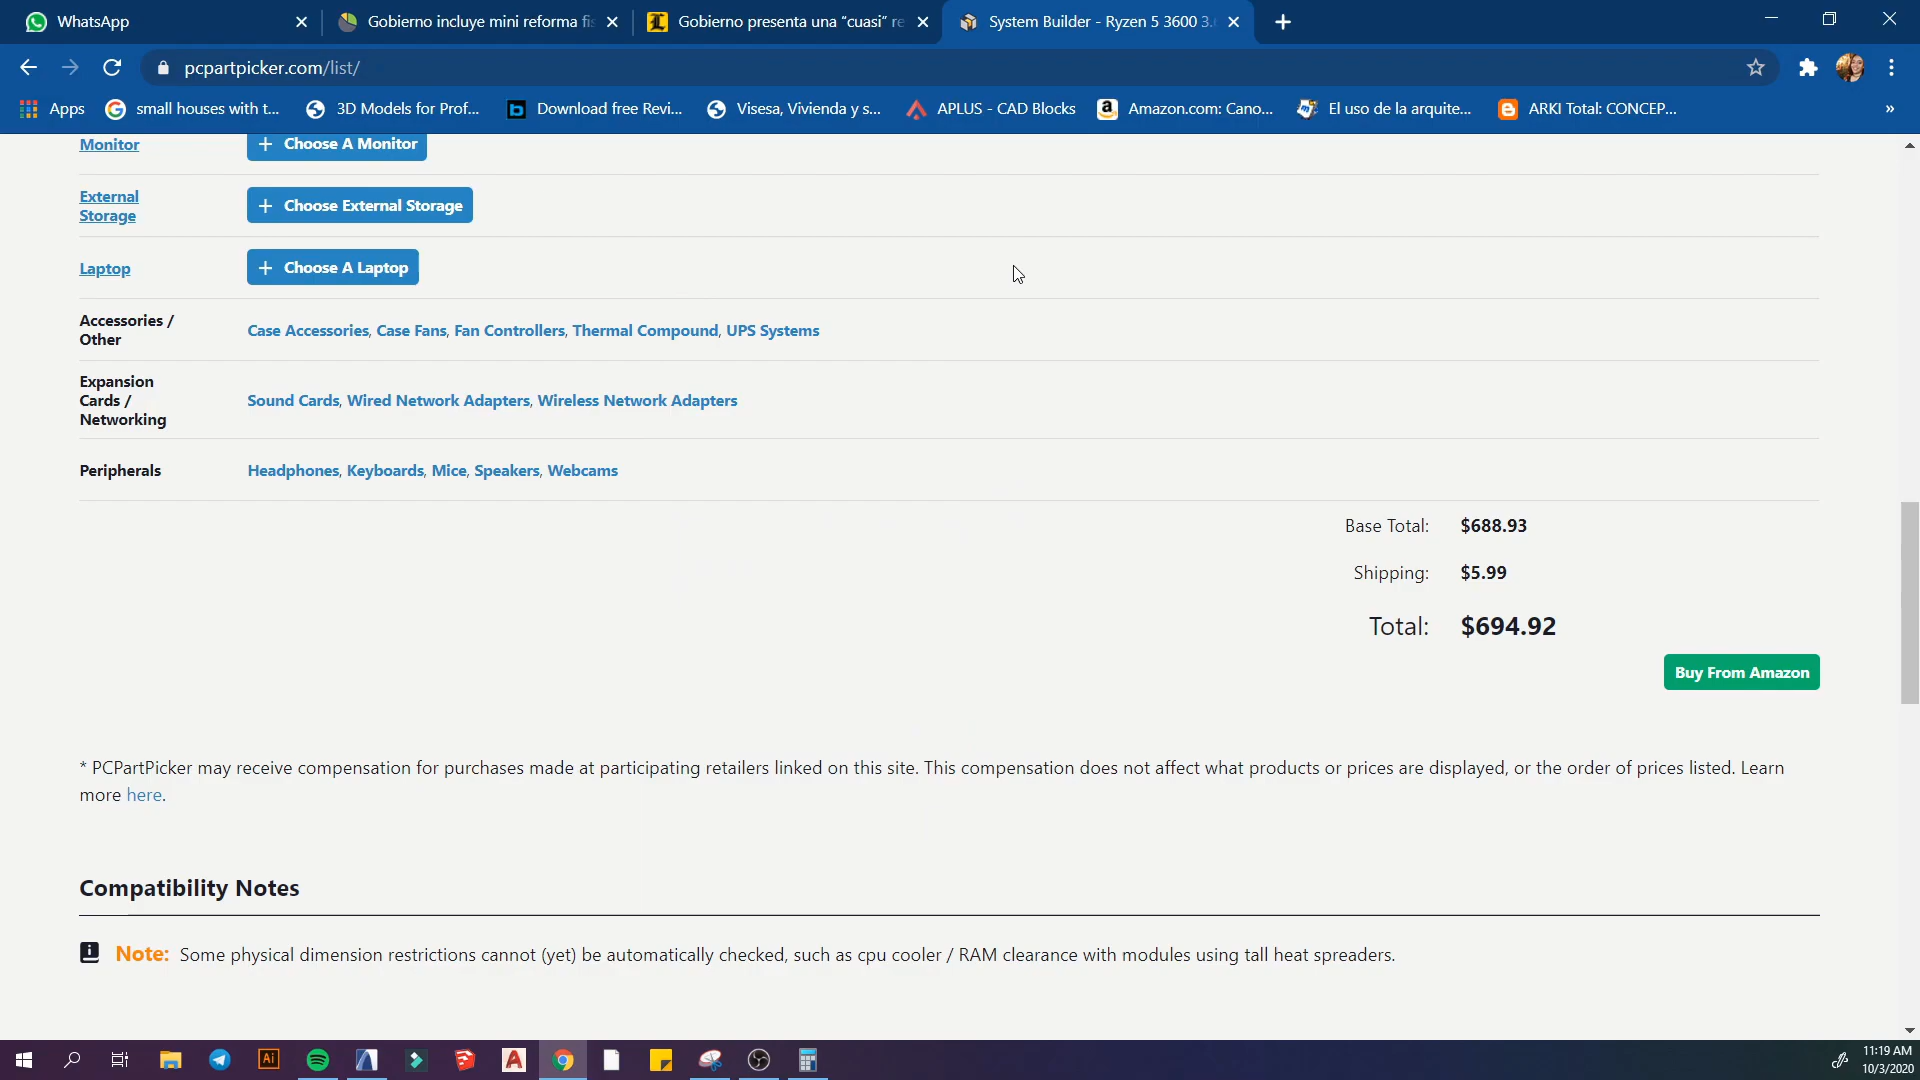 WhatsApp
Gobierno incluye mini reforma fis
Gobierno presenta una “cuasi” re
System Builder - Ryzen 5 3600 3.
pcpartpicker.com/list/
Apps
small houses with t...
3D Models for Prof...
Download free Revi...
Visesa, Vivienda y s...
APLUS - CAD Blocks
Amazon.com: Cano...
El uso de la arquite...
ARKI Total: CONCEP...
»
Monitor
+ Choose A Monitor
External
Storage
+ Choose External Storage
Laptop
+ Choose A Laptop
Accessories /
Other
Case Accessories, Case Fans, Fan Controllers, Thermal Compound, UPS Systems
Expansion
Cards /
Networking
Sound Cards, Wired Network Adapters, Wireless Network Adapters
Peripherals
Headphones, Keyboards, Mice, Speakers, Webcams
Base Total: $688.93
Shipping: $5.99
Total: $694.92
Buy From Amazon
* PCPartPicker may receive compensation for purchases made at participating retailers linked on this site. This compensation does not affect what products or prices are displayed, or the order of prices listed. Learn
more here.
Compatibility Notes
Note: Some physical dimension restrictions cannot (yet) be automatically checked, such as cpu cooler / RAM clearance with modules using tall heat spreaders.
Ai
11:19 AM
10/3/2020